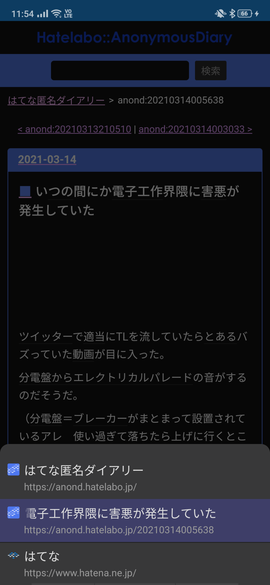 11:54
66
Hatelabo::AnonymousDiary
検索
はてな匿名ダイアリー > anond:20210314005638
< anond:20210313210510 | anond:20210314003033 >
2021-03-14
いつの間にか電子工作界隈に害悪が
発生していた
ツイッターで適当にTLを流していたらとあるバ
ズっていた動画が目に入った。
分電盤からエレクトリカルパレードの音がする
のだそうだ。
（分電盤＝ブレーカーがまとまって設置されて
いるアレ　使い過ぎて落ちたら上げに行くとこ
はてな匿名ダイアリー
https://anond.hatelabo.jp/
電子工作界隈に害悪が発生していた
https://anond.hatelabo.jp/20210314005638
はてな
https://www.hatena.ne.jp/